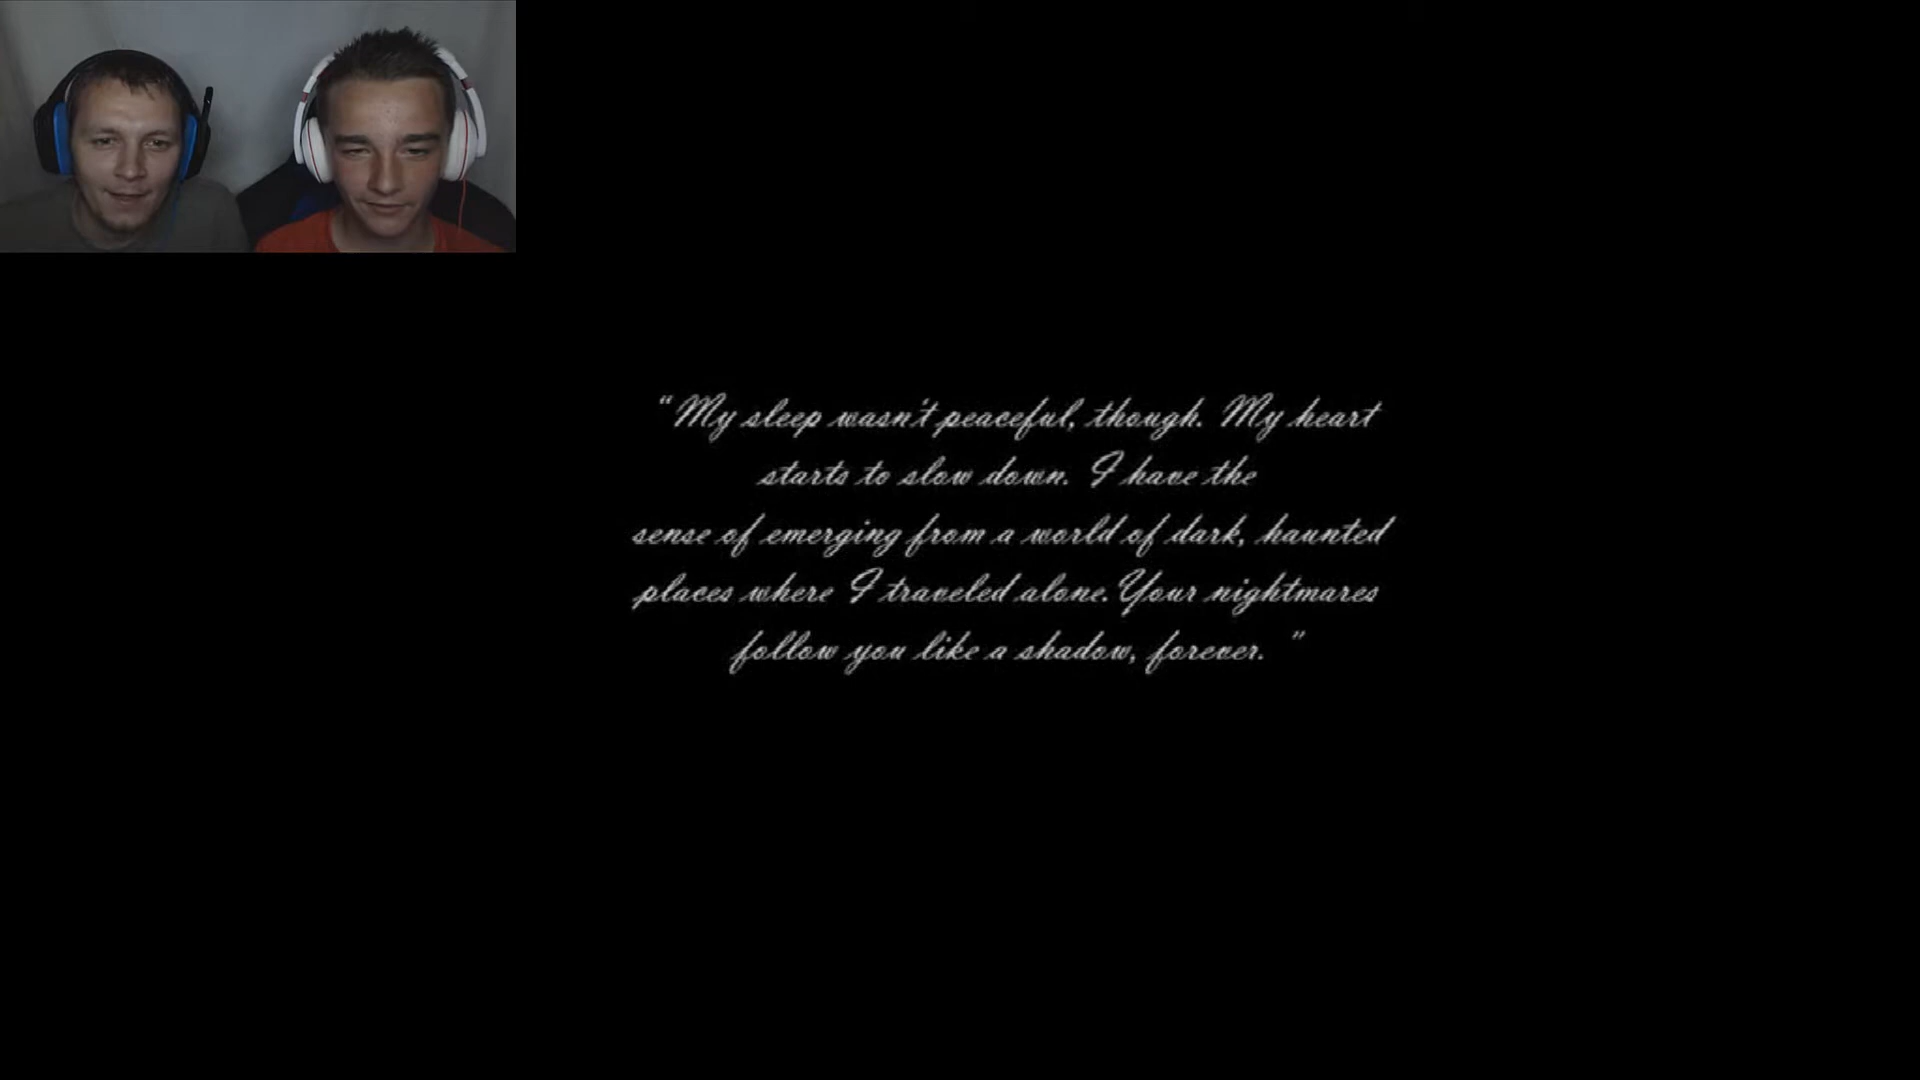 “My sleep wasn't peaceful, though. My heart
starts to slow down. I have the
sense of emerging from a world of dark, haunted
places where I traveled alone. Your nightmares
follow you like a shadow, forever. ”